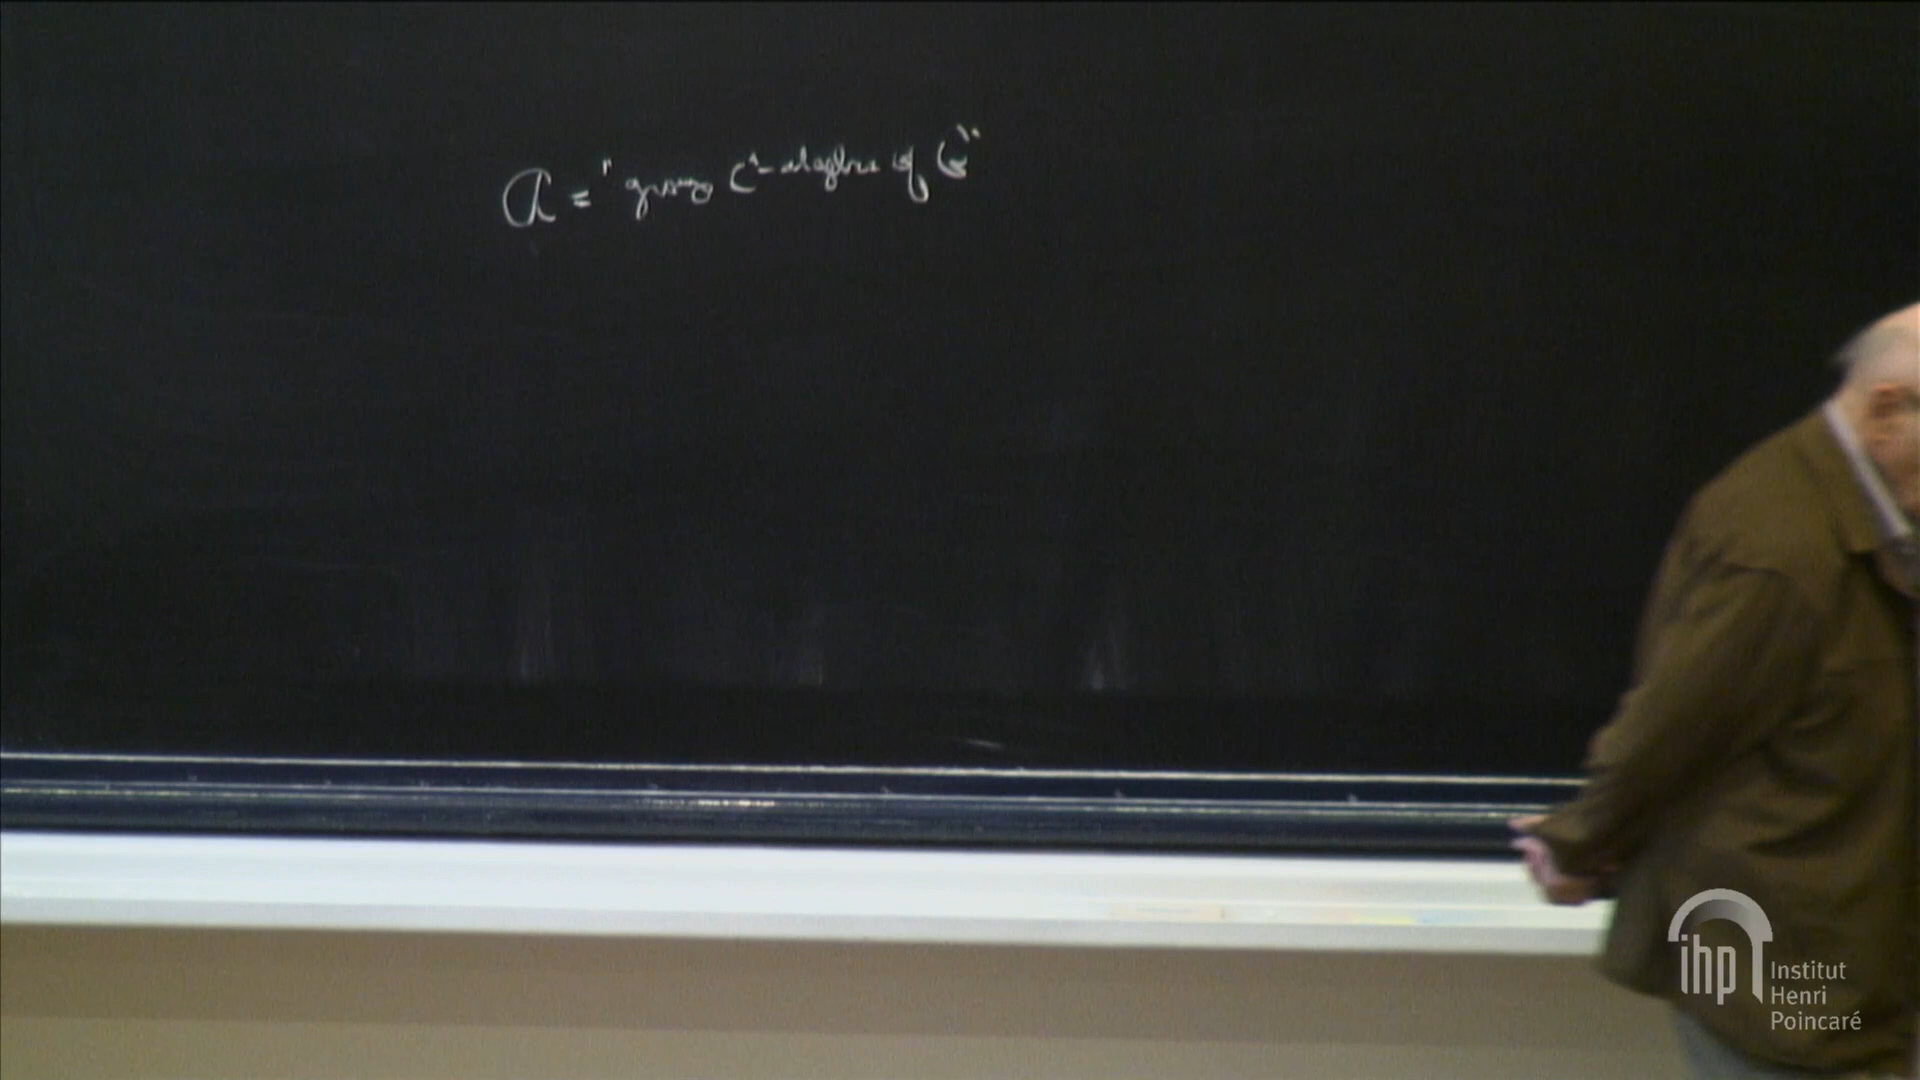 a = "group C*-algebra of G"
ihp
Institut
Henri
Poincaré